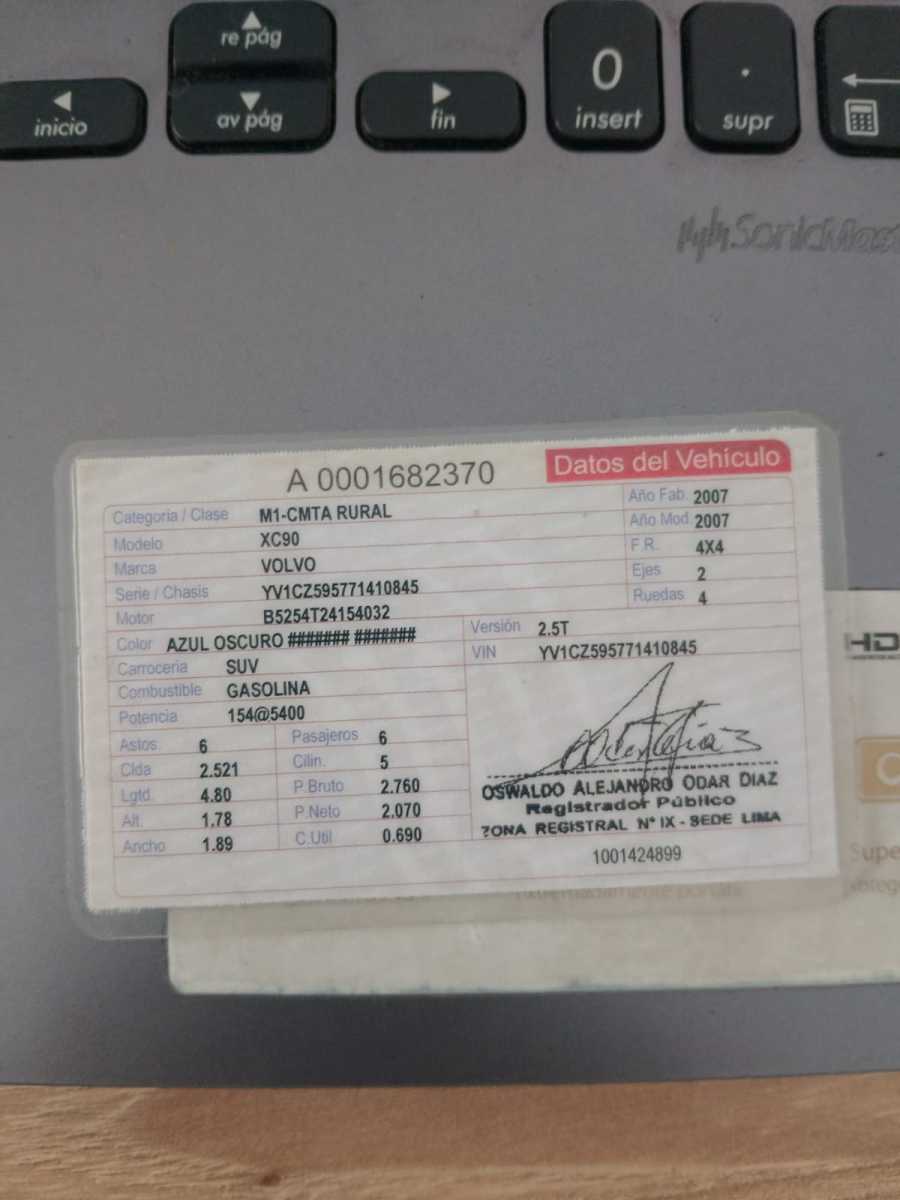 re pág
inicio
av pág
fin
0
insert
.
supr
SonicMast
A 0001682370
Datos del Vehículo
Categoria / Clase M1-CMTA RURAL
Año Fab. 2007
Modelo XC90
Año Mod 2007
Marca VOLVO
F.R. 4X4
Serie / Chasis YV1CZ595771410845
Ejes 2
Motor B5254T24154032
Ruedas 4
Color AZUL OSCURO ####### #######
Versión 2.5T
Carroceria SUV
VIN YV1CZ595771410845
Combustible GASOLINA
Potencia 154@5400
Astos 6 Pasajeros 6
Clda 2.521 Cilin. 5
Lgtd. 4.80 P.Bruto 2.760
Alt. 1.78 P.Neto 2.070
Ancho 1.89 C.Util 0.690
OSWALDO ALEJANDRO ODAR DIAZ
Registrador Público
ZONA REGISTRAL N° IX - SEDE LIMA
1001424899
HD
Supe